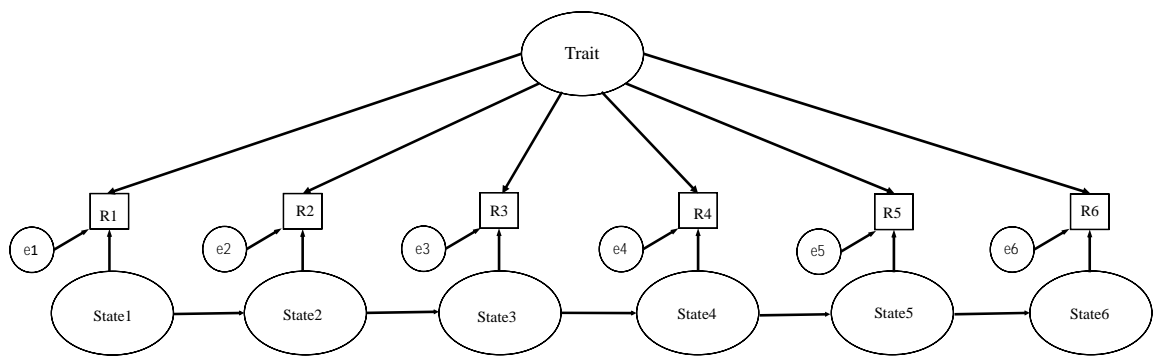 Trait
R1 R2 R3 R4 R5 R6
e1 e2 e3 e4 e5 e6
State1 State2 State3 State4 State5 State6